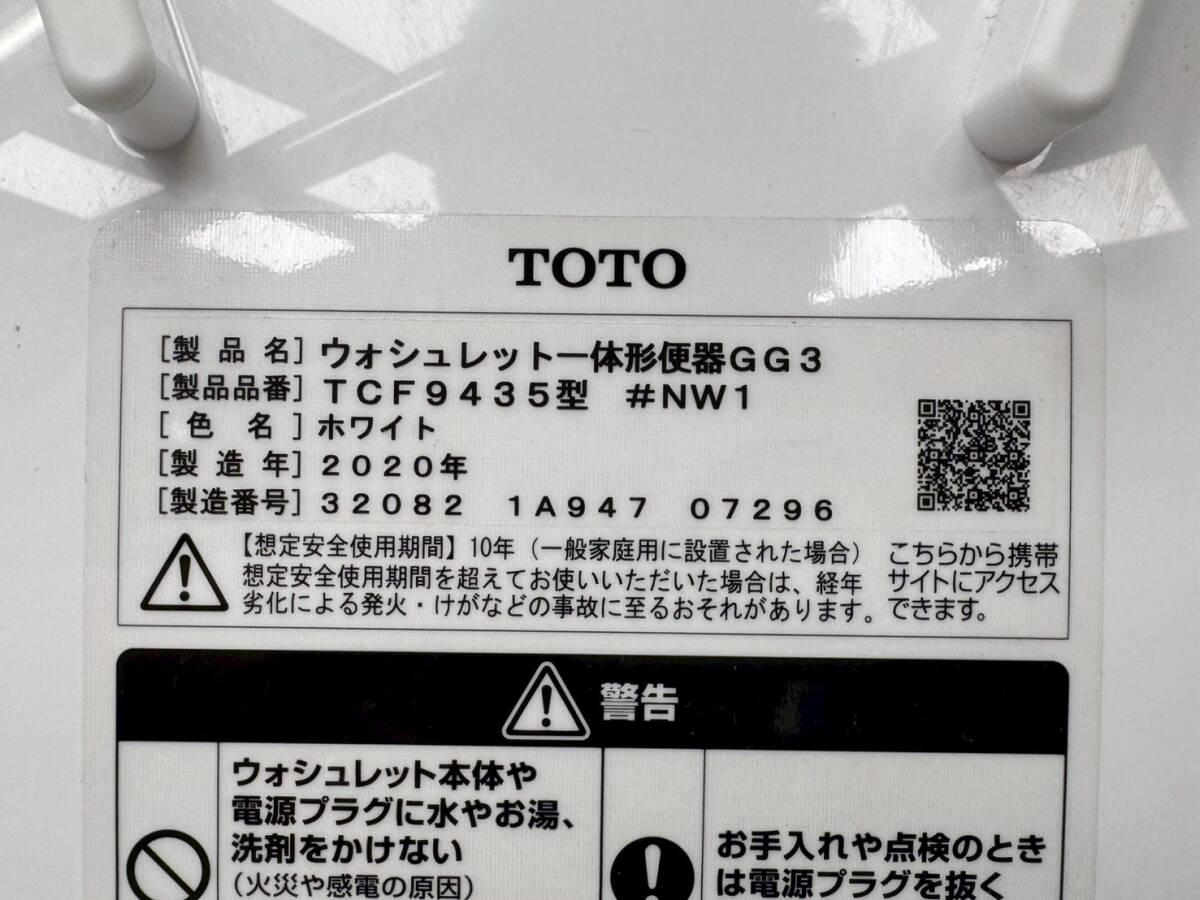 TOTO
[製品名] ウォシュレット一体形便器GG3
[製品品番] TCF9435型 #NW1
[色名] ホワイト
[製造年] 2020年
[製造番号] 32082 1A947 07296
【想定安全使用期間】10年(一般家庭用に設置された場合)
想定安全使用期間を超えてお使いいただいた場合は、経年
劣化による発火・けがなどの事故に至るおそれがあります。
こちらから携帯
サイトにアクセス
できます。
警告
ウォシュレット本体や
電源プラグに水やお湯、
洗剤をかけない
(火災や感電の原因)
お手入れや点検のとき
は電源プラグを抜く